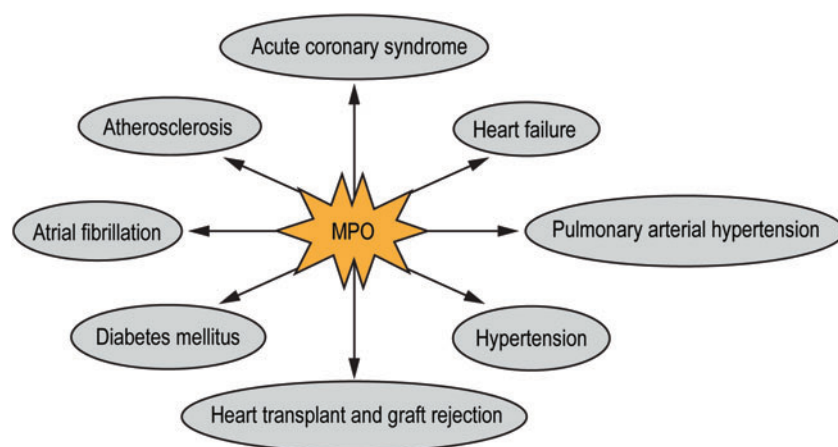 Acute coronary syndrome
Atherosclerosis
Heart failure
Atrial fibrillation
MPO
Pulmonary arterial hypertension
Diabetes mellitus
Hypertension
Heart transplant and graft rejection